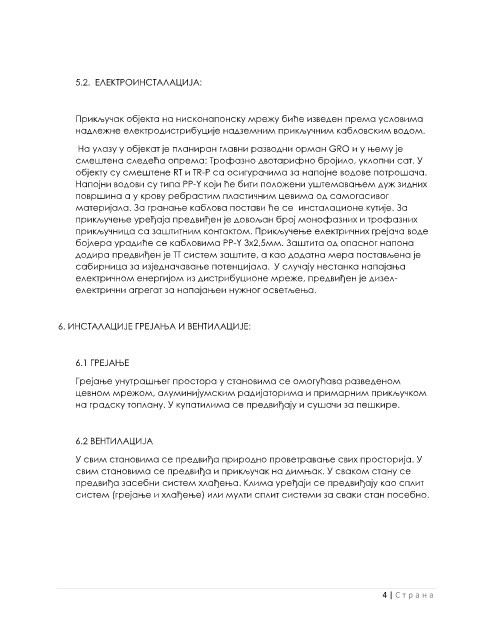 5.2. ЕЛЕКТРОИНСТАЛАЦИЈА:
Прикључак објекта на нисконапонску мрежу биће изведен према условима
надлежне електродистрибуције надземним прикључним кабловским водом.
На улазу у објекат је планиран главни разводни орман GRO и у њему је
смештена следећа опрема: Трофазно двотарифно бројило, уклопни сат. У
објекту су смештене RT и TR-P са осигурачима за напојне водове потрошача.
Напојни водови су типа PP-Y који ће бити положени уштемавањем дуж зидних
површина а у крову ребрастим пластичним цевима од самогасивог
материјала. За гранање каблова постави ће се инсталационе кутије. За
прикључење уређаја предвиђен је довољан број монофазних и трофазних
прикључница са заштитним контактом. Прикључење електричних грејача воде
бојлера урадиће се кабловима PP-Y 3x2,5мм. Заштита од опасног напона
додира предвиђен је ТТ систем заштите, а као додатна мера постављена је
сабирница за изједначавање потенцијала. У случају нестанка напајања
електричном енергијом из дистрибуционе мреже, предвиђен је дизел-
електрични агрегат за напајањеи нужног осветљења.
6. ИНСТАЛАЦИЈЕ ГРЕЈАЊА И ВЕНТИЛАЦИЈЕ:
6.1 ГРЕЈАЊЕ
Грејање унутрашњег простора у становима се омогућава разведеном
цевном мрежом, алуминијумским радијаторима и примарним прикључком
на градску топлану. У купатилима се предвиђају и сушачи за пешкире.
6.2 ВЕНТИЛАЦИЈА
У свим становима се предвиђа природно проветравање свих просторија. У
свим становима се предвиђа и прикључак на димњак. У сваком стану се
предвиђа засебни систем хлађења. Клима уређаји се предвиђају као сплит
систем (грејање и хлађење) или мулти сплит системи за сваки стан посебно.
4 | Страна